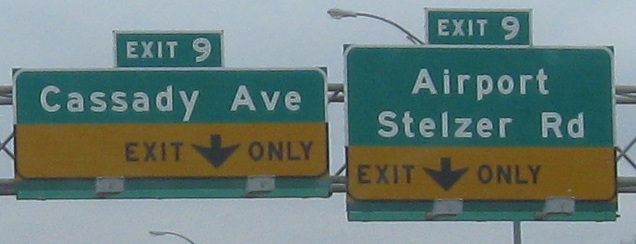 EXIT 9
Cassady Ave
EXIT ONLY
EXIT 9
Airport
Stelzer Rd
EXIT ONLY